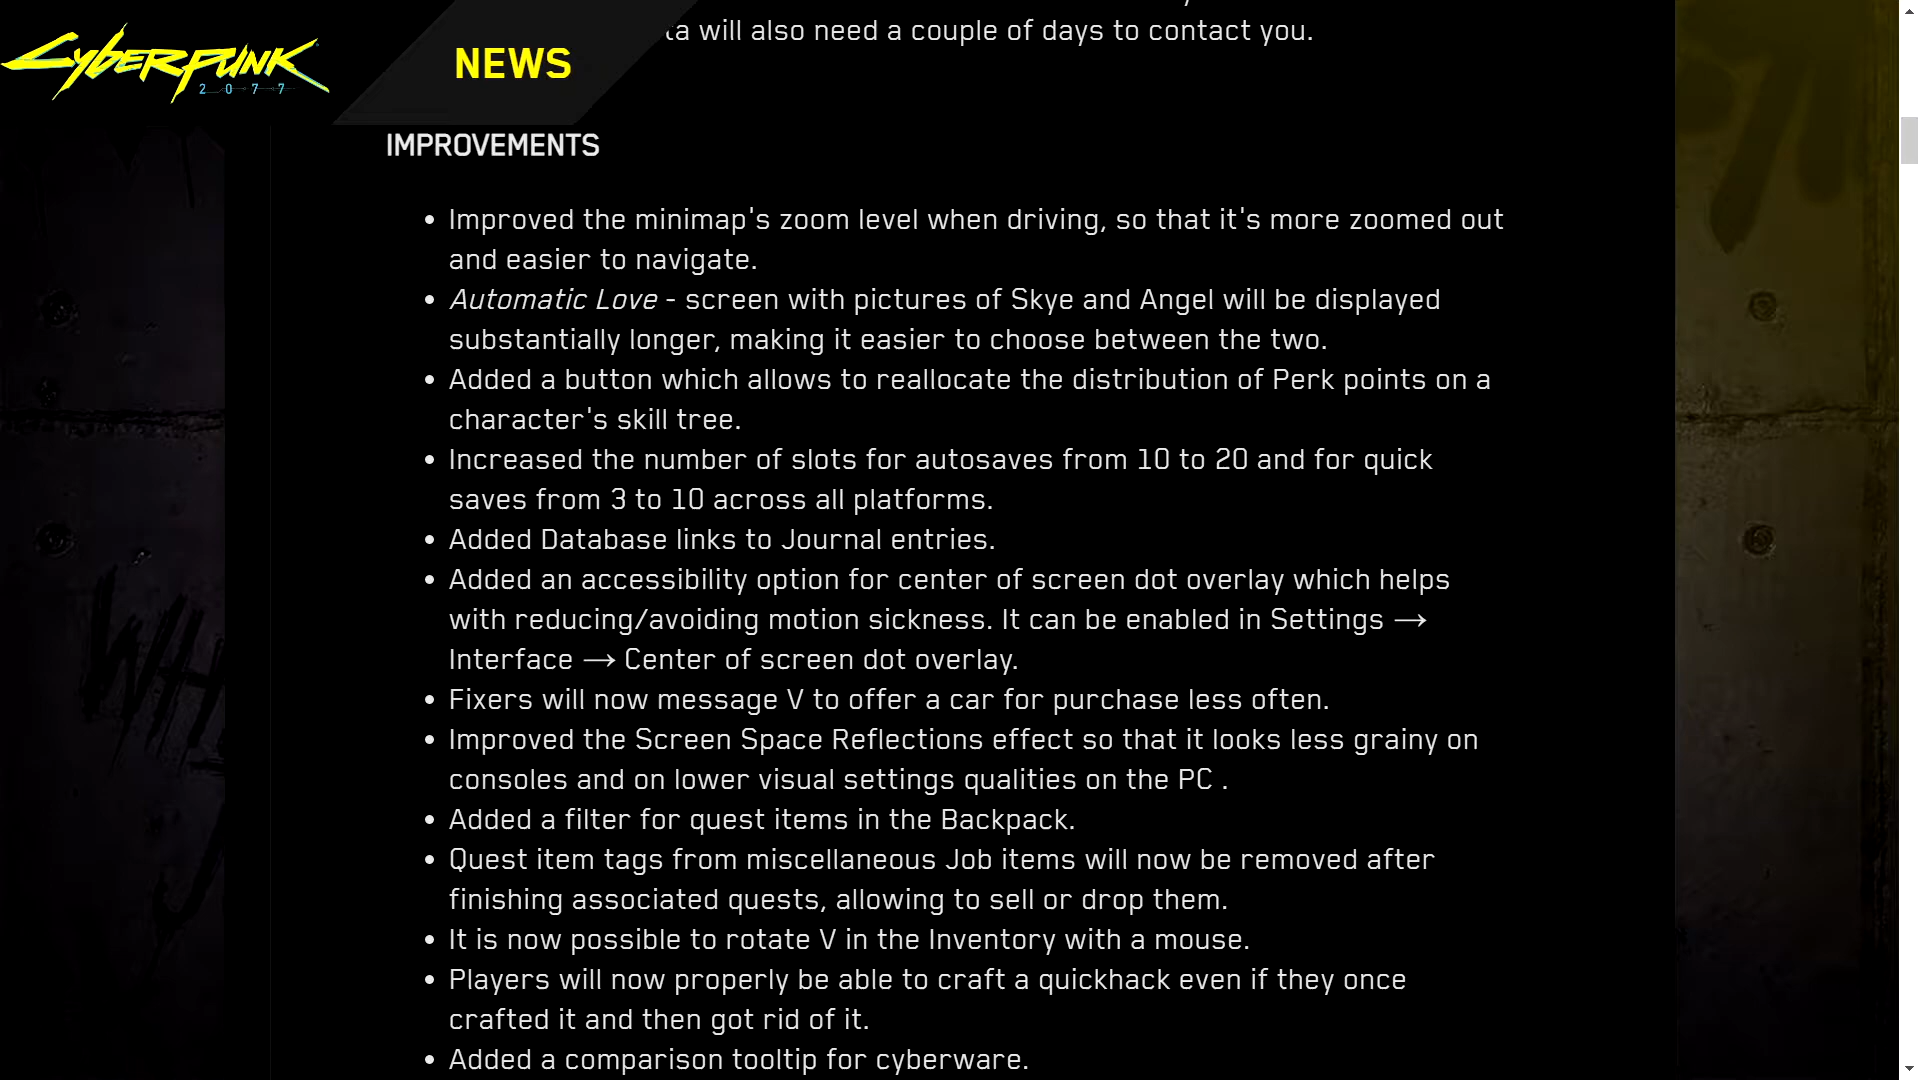 CYBERPUNK
2077
NEWS
ta will also need a couple of days to contact you.
IMPROVEMENTS
• Improved the minimap's zoom level when driving, so that it's more zoomed out
and easier to navigate.
• Automatic Love - screen with pictures of Skye and Angel will be displayed
substantially longer, making it easier to choose between the two.
• Added a button which allows to reallocate the distribution of Perk points on a
character's skill tree.
• Increased the number of slots for autosaves from 10 to 20 and for quick
saves from 3 to 10 across all platforms.
• Added Database links to Journal entries.
• Added an accessibility option for center of screen dot overlay which helps
with reducing/avoiding motion sickness. It can be enabled in Settings →
Interface → Center of screen dot overlay.
• Fixers will now message V to offer a car for purchase less often.
• Improved the Screen Space Reflections effect so that it looks less grainy on
consoles and on lower visual settings qualities on the PC .
• Added a filter for quest items in the Backpack.
• Quest item tags from miscellaneous Job items will now be removed after
finishing associated quests, allowing to sell or drop them.
• It is now possible to rotate V in the Inventory with a mouse.
• Players will now properly be able to craft a quickhack even if they once
crafted it and then got rid of it.
• Added a comparison tooltip for cyberware.